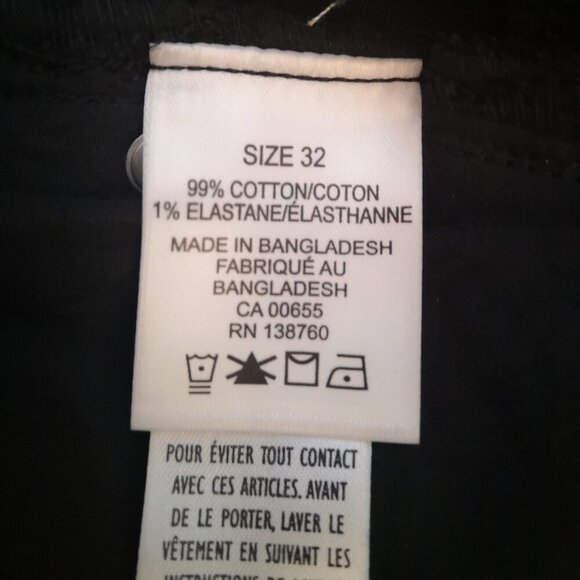 SIZE 32
99% COTTON/COTON
1% ELASTANE/ÉLASTHANNE
MADE IN BANGLADESH
FABRIQUÉ AU
BANGLADESH
CA 00655
RN 138760
POUR ÉVITER TOUT CONTACT
AVEC CES ARTICLES. AVANT
DE LE PORTER, LAVER LE
VÊTEMENT EN SUIVANT LES